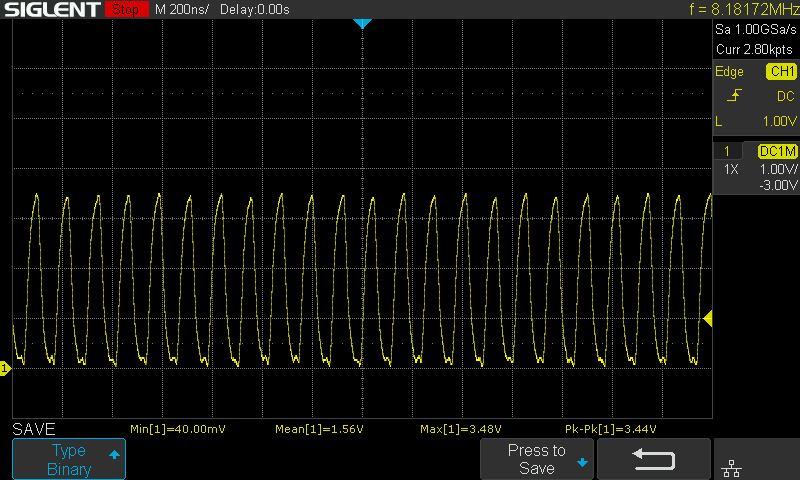 SIGLENT Stop M 200ns/ Delay:0.00s f = 8.18172MHz
Sa 1.00GSa/s
Curr 2.80kpts
Edge CH1
DC
L 1.00V
1 DC1M
1X 1.00V/
-3.00V
1
SAVE Min[1]=40.00mV Mean[1]=1.56V Max[1]=3.48V Pk-Pk[1]=3.44V
Type
Binary
Press to
Save